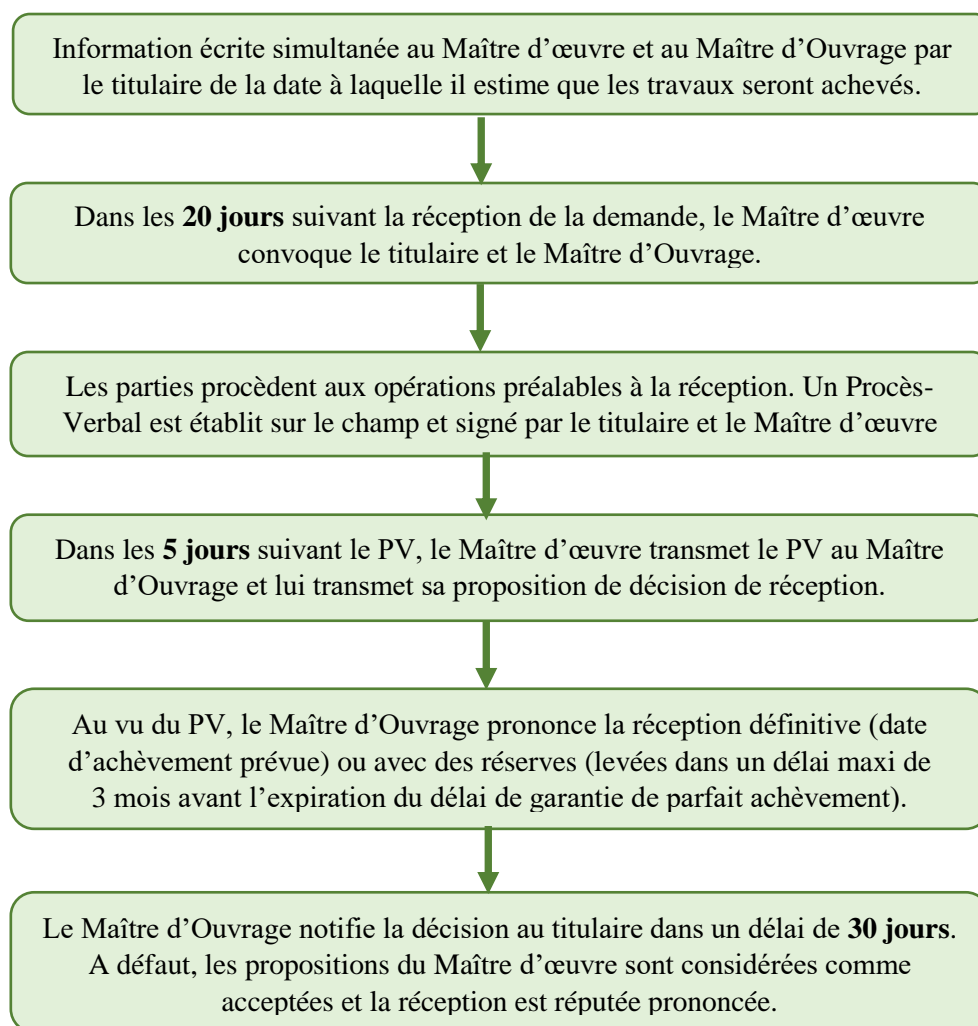 Information écrite simultanée au Maître d’œuvre et au Maître d’Ouvrage par
le titulaire de la date à laquelle il estime que les travaux seront achevés.
Dans les 20 jours suivant la réception de la demande, le Maître d’œuvre
convoque le titulaire et le Maître d’Ouvrage.
Les parties procèdent aux opérations préalables à la réception. Un Procès-
Verbal est établit sur le champ et signé par le titulaire et le Maître d’œuvre
Dans les 5 jours suivant le PV, le Maître d’œuvre transmet le PV au Maître
d’Ouvrage et lui transmet sa proposition de décision de réception.
Au vu du PV, le Maître d’Ouvrage prononce la réception définitive (date
d’achèvement prévue) ou avec des réserves (levées dans un délai maxi de
3 mois avant l’expiration du délai de garantie de parfait achèvement).
Le Maître d’Ouvrage notifie la décision au titulaire dans un délai de 30 jours.
A défaut, les propositions du Maître d’œuvre sont considérées comme
acceptées et la réception est réputée prononcée.